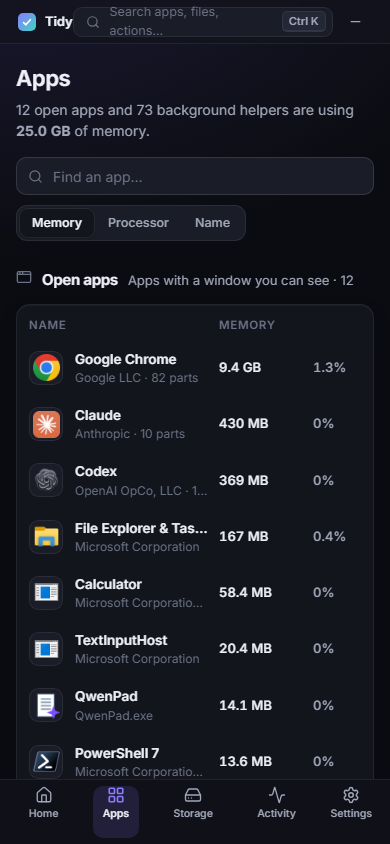 Tidy
Search apps, files,
actions...
Ctrl K
Apps
12 open apps and 73 background helpers are using
25.0 GB of memory.
Find an app...
Memory Processor Name
Open apps Apps with a window you can see · 12
NAME MEMORY
Google Chrome 9.4 GB 1.3%
Google LLC · 82 parts
Claude 430 MB 0%
Anthropic · 10 parts
Codex 369 MB 0%
OpenAI OpCo, LLC · 1...
File Explorer & Tas... 167 MB 0.4%
Microsoft Corporation
Calculator 58.4 MB 0%
Microsoft Corporatio...
TextInputHost 20.4 MB 0%
Microsoft Corporation
QwenPad 14.1 MB 0%
QwenPad.exe
PowerShell 7 13.6 MB 0%
Microsoft Corporatio...
Home Apps Storage Activity Settings